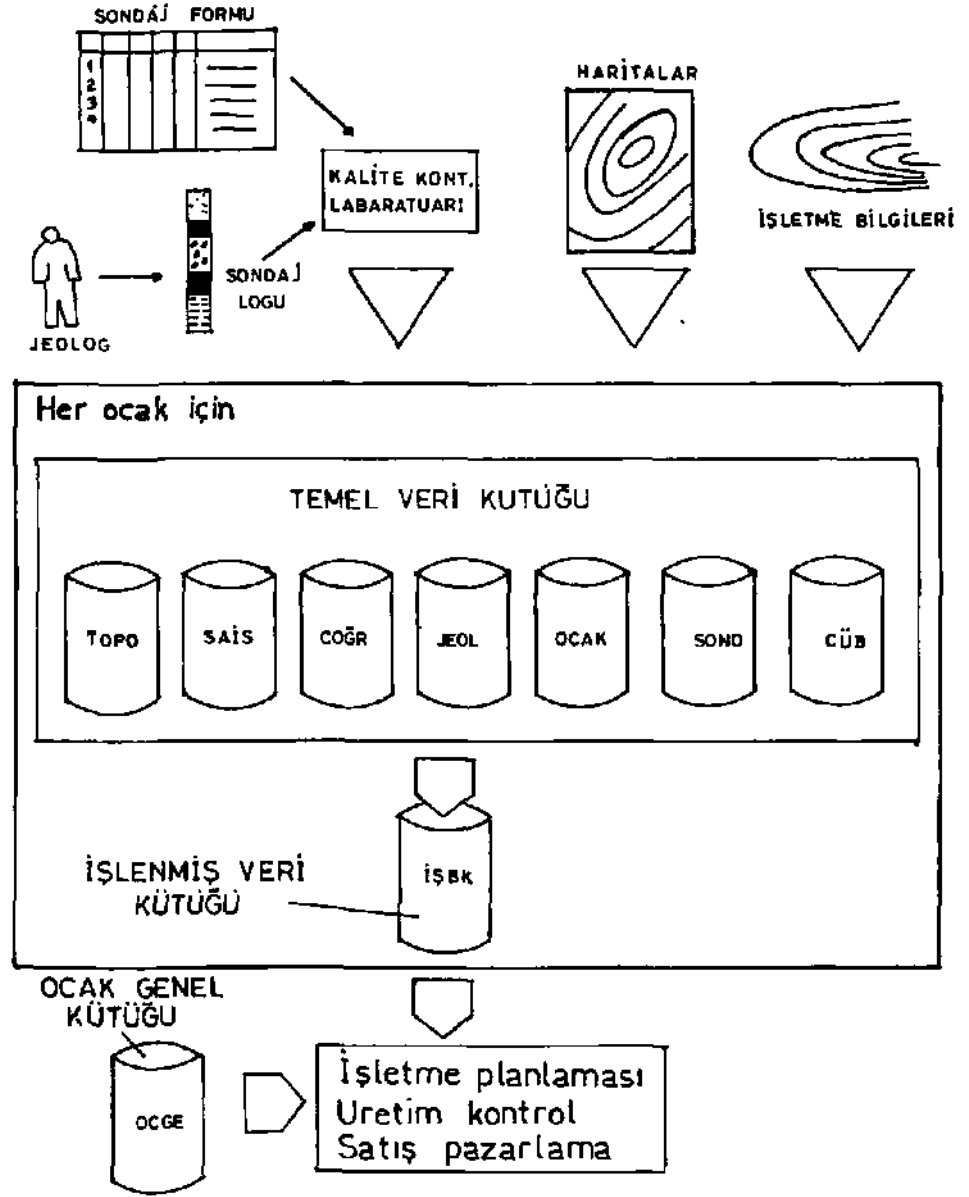 SONDAJ FORMU
1
2
3
4
HARİTALAR
KALİTE KONT.
LABARATUARI
İŞLETME BİLGİLERİ
SONDAJ
LOGU
JEOLOG
Her ocak için
TEMEL VERİ KUTÜĞU
TOPO
SAİS
COĞR
JEOL
OCAK
SOND
CÜB
İŞLENMİŞ VERİ
KÜTÜĞÜ
İŞBK
OCAK GENEL
KÜTÜĞÜ
OCGE
İşletme planlaması
Uretim kontrol
Satış pazarlama